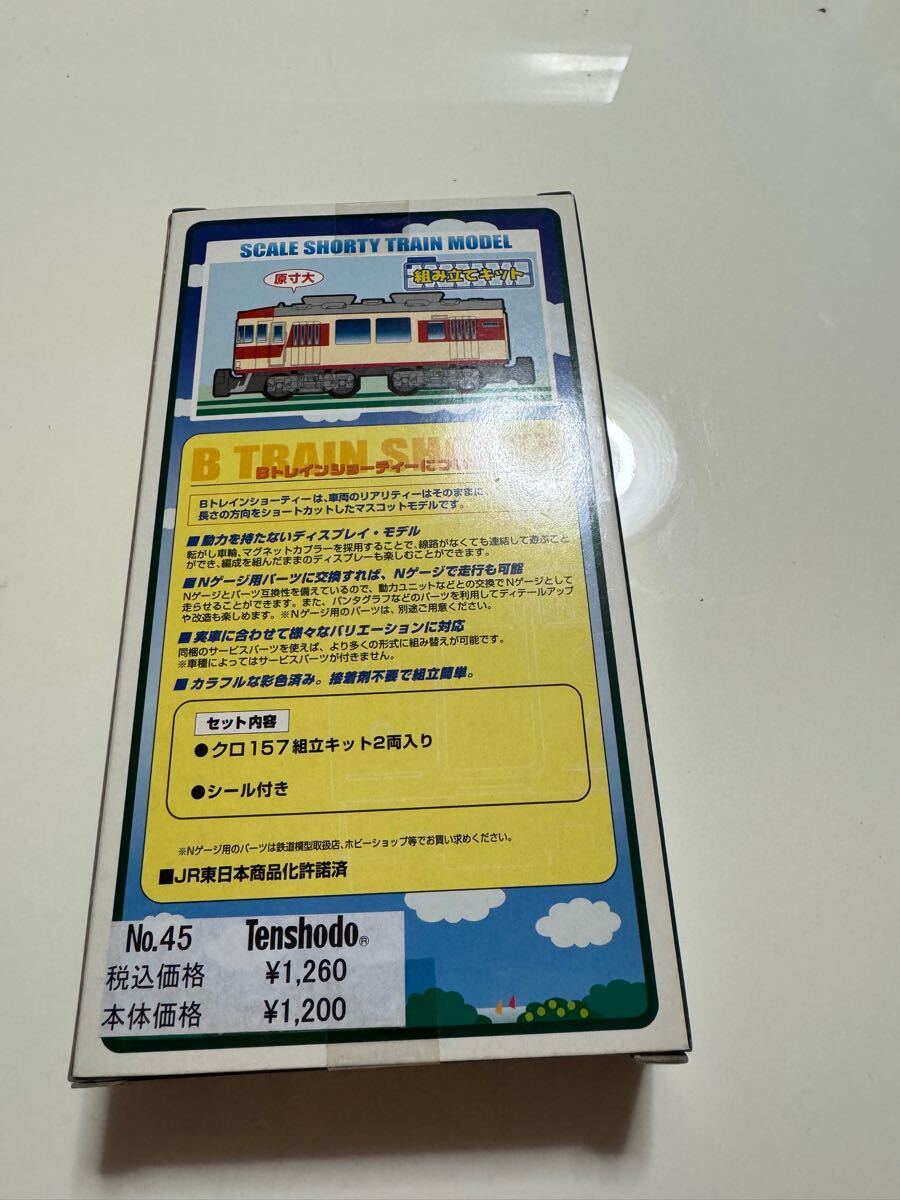 SCALE SHORTY TRAIN MODEL
原寸大
組み立てキット
B TRAIN SH
Bトレインショーティーについ
Bトレインショーティーは、車両のリアリティーはそのままに、
長さの方向をショートカットしたマスコットモデルです。
■動力を持たないディスプレイ・モデル
転がし車輪、マグネットカプラーを採用することで、線路がなくても連結して遊ぶこと
ができ、編成を組んだままのディスプレーも楽しむことができます。
■Nゲージ用パーツに交換すれば、Nゲージで走行も可能
Nゲージとパーツ互換性を備えているので、動力ユニットなどとの交換でNゲージとして
走らせることができます。また、パンタグラフなどのパーツを利用してディテールアップ
や改造も楽しめます。※Nゲージ用のパーツは、別途ご用意ください。
■実車に合わせて様々なバリエーションに対応
同梱のサービスパーツを使えば、より多くの形式に組み替えが可能です。
※車種によってはサービスパーツが付きません。
■カラフルな彩色済み。接着剤不要で組立簡単。
セット内容
●クロ157組立キット2両入り
●シール付き
※Nゲージ用のパーツは鉄道模型取扱店、ホビーショップ等でお買い求めください。
■JR東日本商品化許諾済
No.45 Tenshodo®
税込価格 ¥1,260
本体価格 ¥1,200